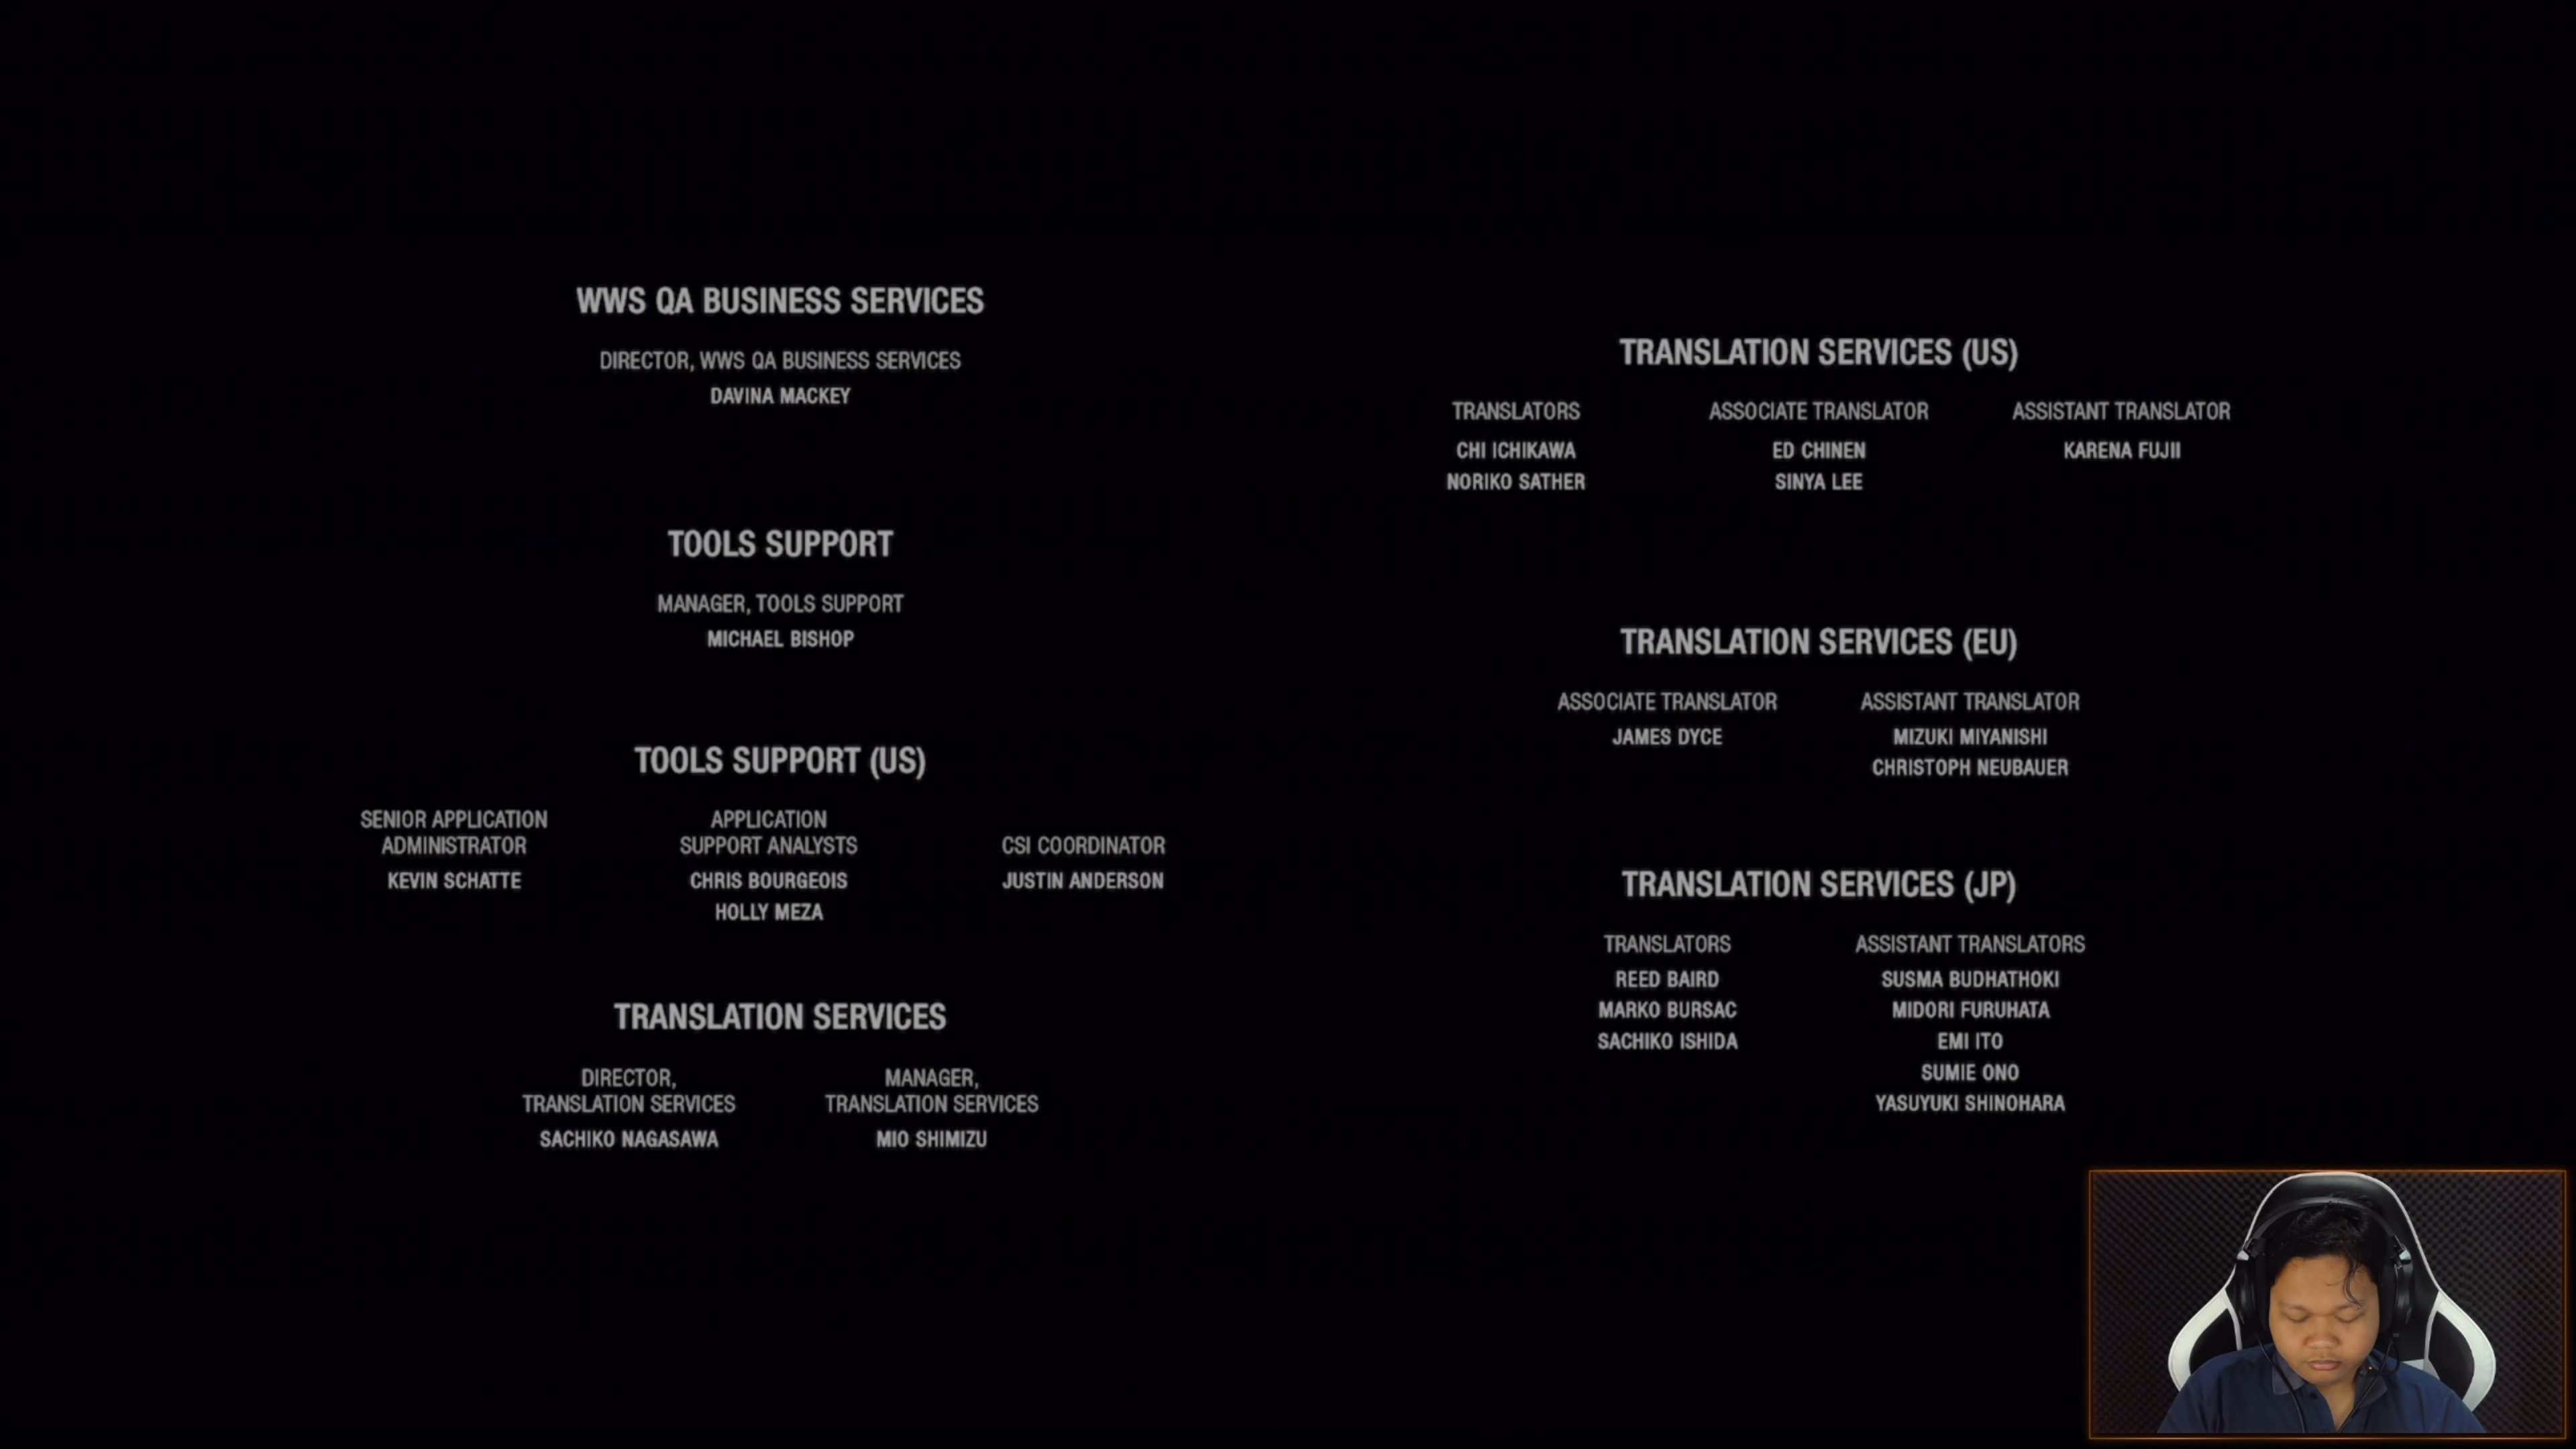 WWS QA BUSINESS SERVICES
DIRECTOR, WWS QA BUSINESS SERVICES
DAVINA MACKEY
TOOLS SUPPORT
MANAGER, TOOLS SUPPORT
MICHAEL BISHOP
TOOLS SUPPORT (US)
SENIOR APPLICATION
ADMINISTRATOR
KEVIN SCHATTE
APPLICATION
SUPPORT ANALYSTS
CHRIS BOURGEOIS
HOLLY MEZA
CSI COORDINATOR
JUSTIN ANDERSON
TRANSLATION SERVICES
DIRECTOR,
TRANSLATION SERVICES
SACHIKO NAGASAWA
MANAGER,
TRANSLATION SERVICES
MIO SHIMIZU
TRANSLATION SERVICES (US)
TRANSLATORS
CHI ICHIKAWA
NORIKO SATHER
ASSOCIATE TRANSLATOR
ED CHINEN
SINYA LEE
ASSISTANT TRANSLATOR
KARENA FUJII
TRANSLATION SERVICES (EU)
ASSOCIATE TRANSLATOR
JAMES DYCE
ASSISTANT TRANSLATOR
MIZUKI MIYANISHI
CHRISTOPH NEUBAUER
TRANSLATION SERVICES (JP)
TRANSLATORS
REED BAIRD
MARKO BURSAC
SACHIKO ISHIDA
ASSISTANT TRANSLATORS
SUSMA BUDHATHOKI
MIDORI FURUHATA
EMI ITO
SUMIE ONO
YASUYUKI SHINOHARA